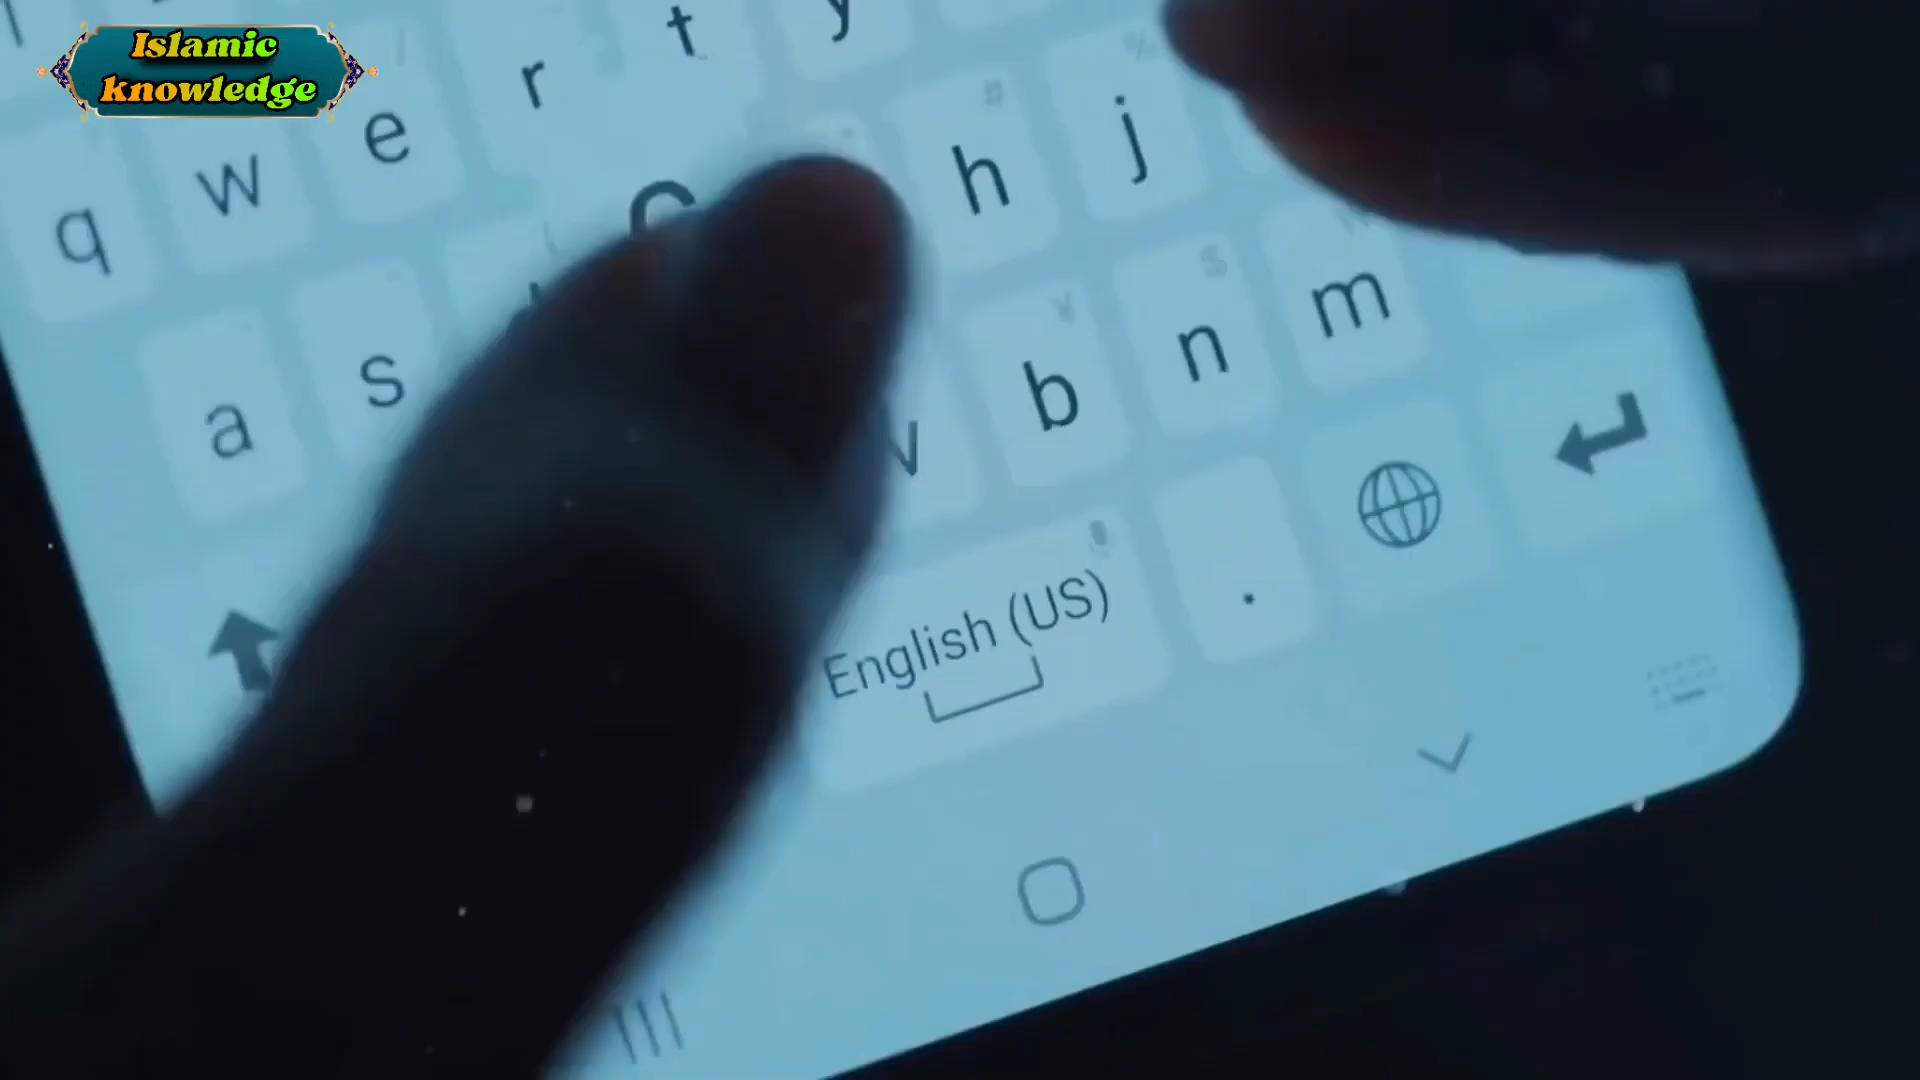 Islamic
knowledge
t y
q w e r
h j
a s
v b n m
English (US) .